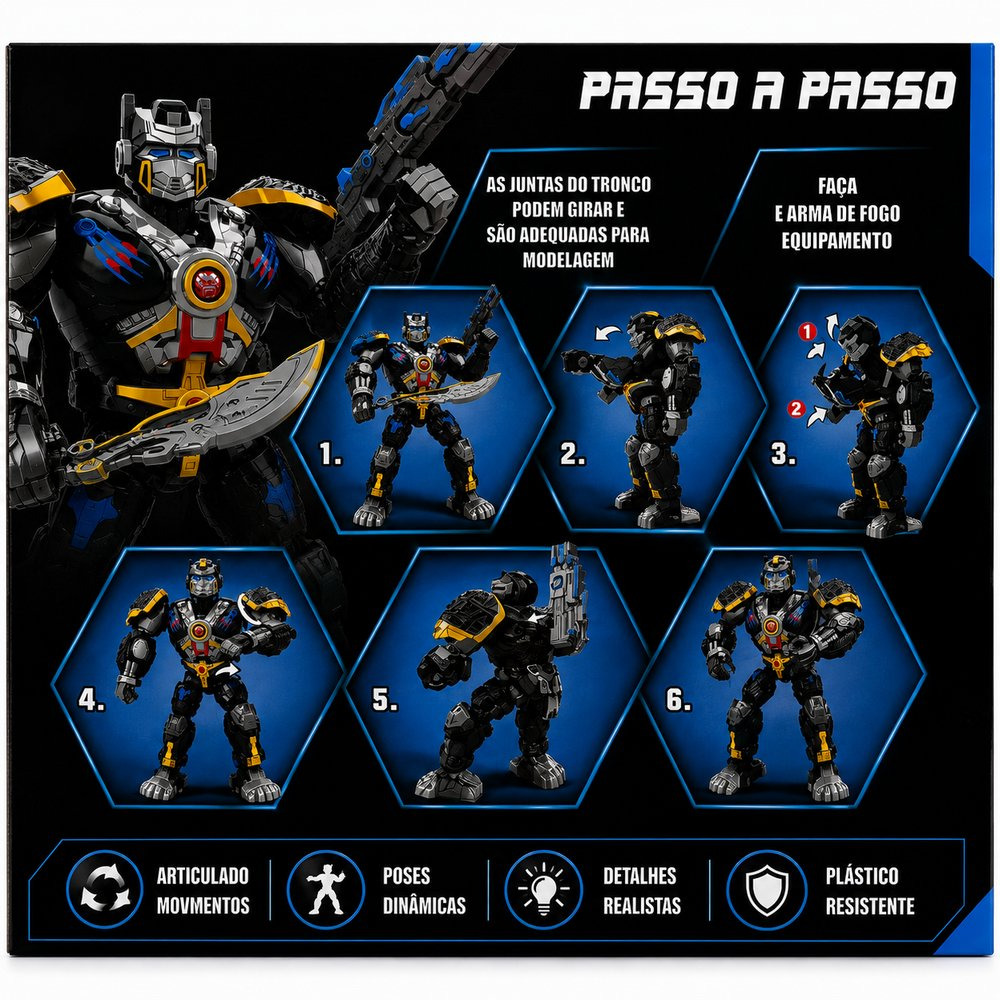 PASSO A PASSO
AS JUNTAS DO TRONCO
PODEM GIRAR E
SÃO ADEQUADAS PARA
MODELAGEM
FAÇA
E ARMA DE FOGO
EQUIPAMENTO
1.
2.
1
2
3.
4.
5.
6.
ARTICULADO
MOVMENTOS
POSES
DINÂMICAS
DETALHES
REALISTAS
PLÁSTICO
RESISTENTE